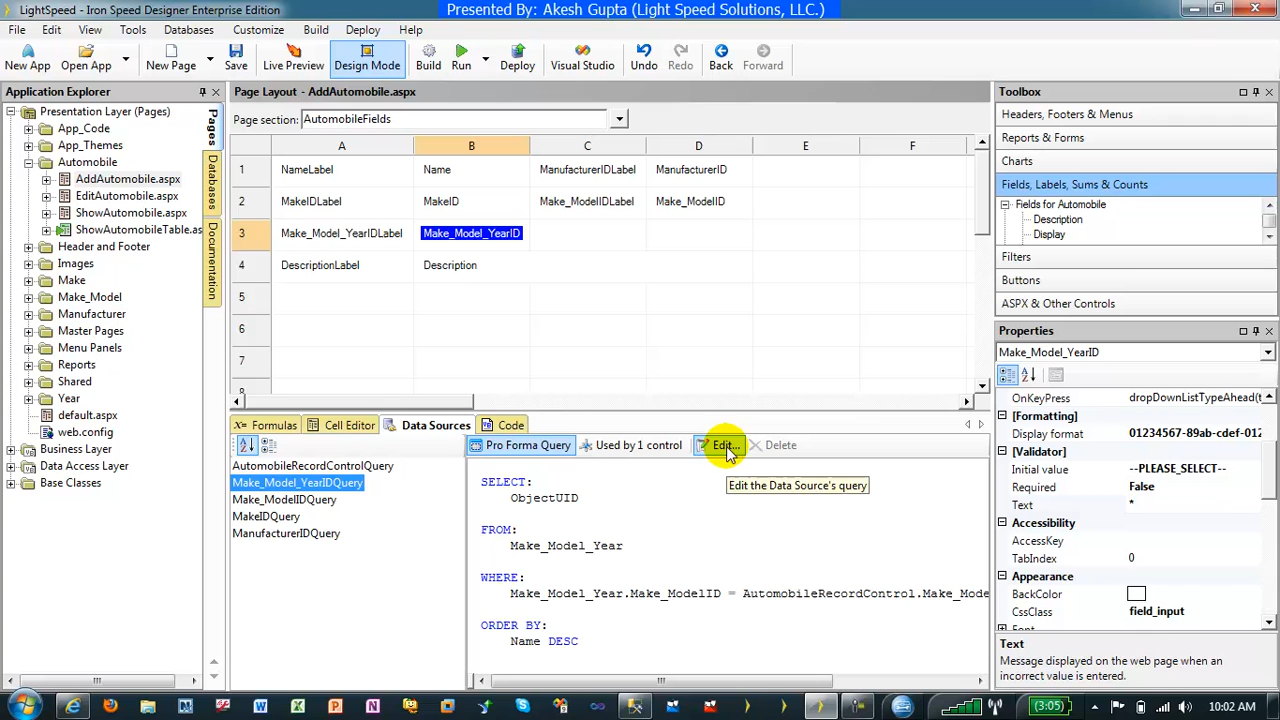 LightSpeed - Iron Speed Designer Enterprise Edition
Presented By: Akesh Gupta (Light Speed Solutions, LLC.)
File Edit View Tools Databases Customize Build Deploy Help
New App Open App New Page Save Live Preview Design Mode Build Run Deploy Visual Studio Undo Redo Back Forward
Application Explorer
Presentation Layer (Pages)
App_Code
App_Themes
Automobile
AddAutomobile.aspx
EditAutomobile.aspx
ShowAutomobile.aspx
ShowAutomobileTable.as
Header and Footer
Images
Make
Make_Model
Manufacturer
Master Pages
Menu Panels
Reports
Shared
Year
default.aspx
web.config
Business Layer
Data Access Layer
Base Classes
Pages
Databases
Documentation
Page Layout - AddAutomobile.aspx
Page section: AutomobileFields
A B C D E F
1 NameLabel Name ManufacturerIDLabel ManufacturerID
2 MakeIDLabel MakeID Make_ModelIDLabel Make_ModelID
3 Make_Model_YearIDLabel Make_Model_YearID
4 DescriptionLabel Description
5
6
7
8
Formulas Cell Editor Data Sources Code
Pro Forma Query Used by 1 control Edit... Delete
AutomobileRecordControlQuery
Make_Model_YearIDQuery
Make_ModelIDQuery
MakeIDQuery
ManufacturerIDQuery
Edit the Data Source's query
SELECT:
ObjectUID
FROM:
Make_Model_Year
WHERE:
Make_Model_Year.Make_ModelID = AutomobileRecordControl.Make_Mode
ORDER BY:
Name DESC
Toolbox
Headers, Footers & Menus
Reports & Forms
Charts
Fields, Labels, Sums & Counts
Fields for Automobile
Description
Display
Filters
Buttons
ASPX & Other Controls
Properties
Make_Model_YearID
OnKeyPress dropDownListTypeAhead(t
[Formatting]
Display format 01234567-89ab-cdef-012
[Validator]
Initial value --PLEASE_SELECT--
Required False
Text *
Accessibility
AccessKey
TabIndex 0
Appearance
BackColor
CssClass field_input
Font
Text
Message displayed on the web page when an
incorrect value is entered.
(3:05)
10:02 AM